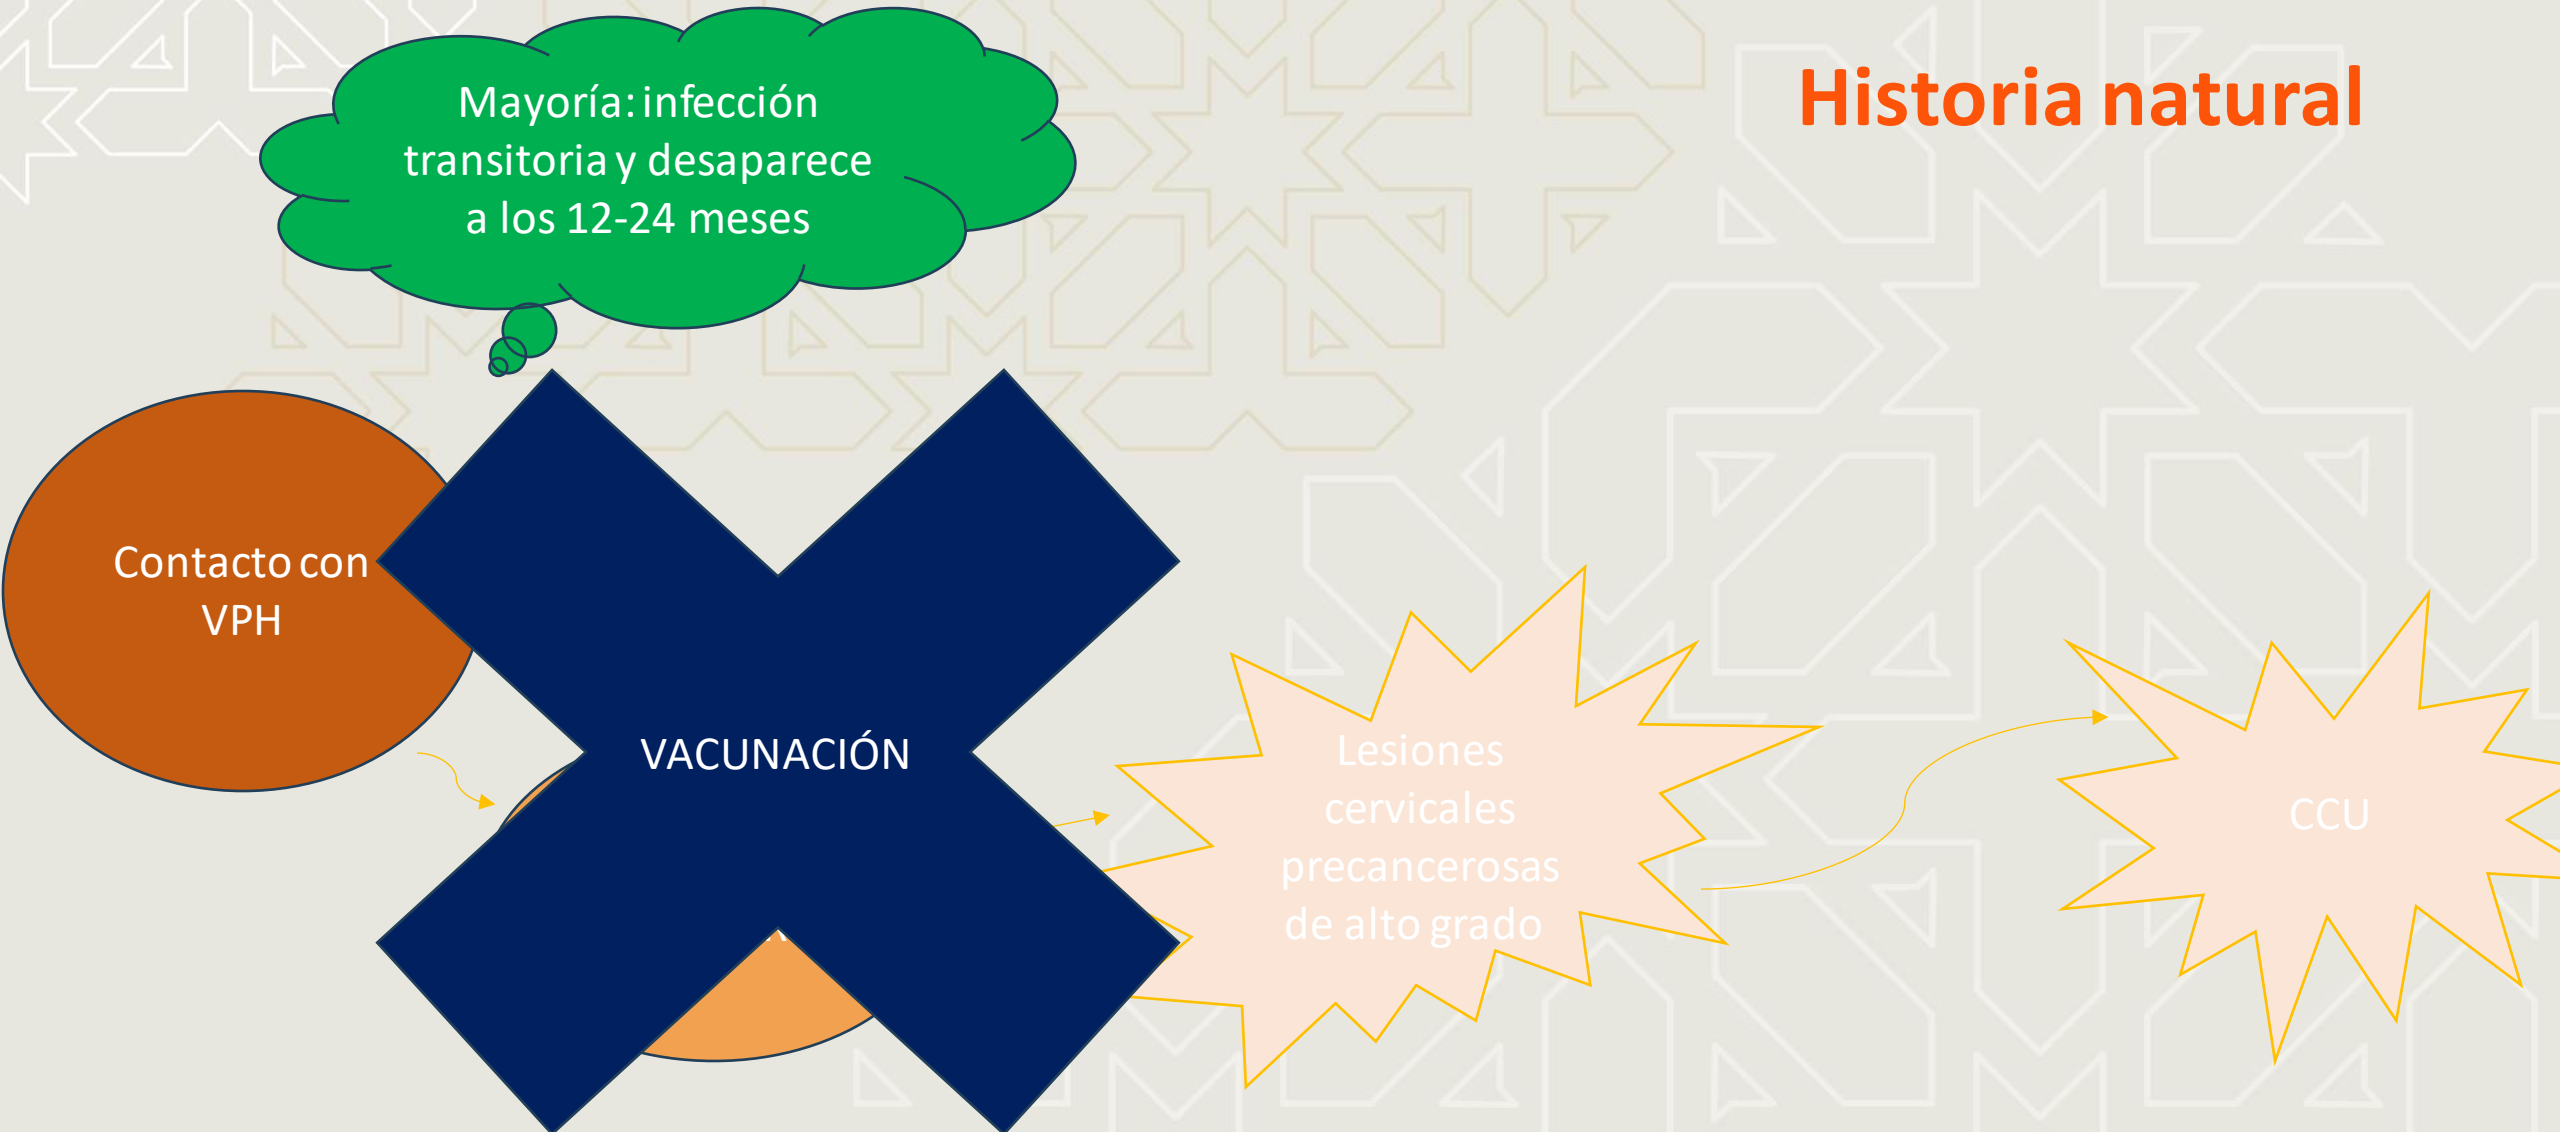 Historia natural
Mayoría: infección
transitoria y desaparece
a los 12-24 meses
Contacto con
VPH
VACUNACIÓN
Lesiones
cervicales
precancerosas
de alto grado
CCU